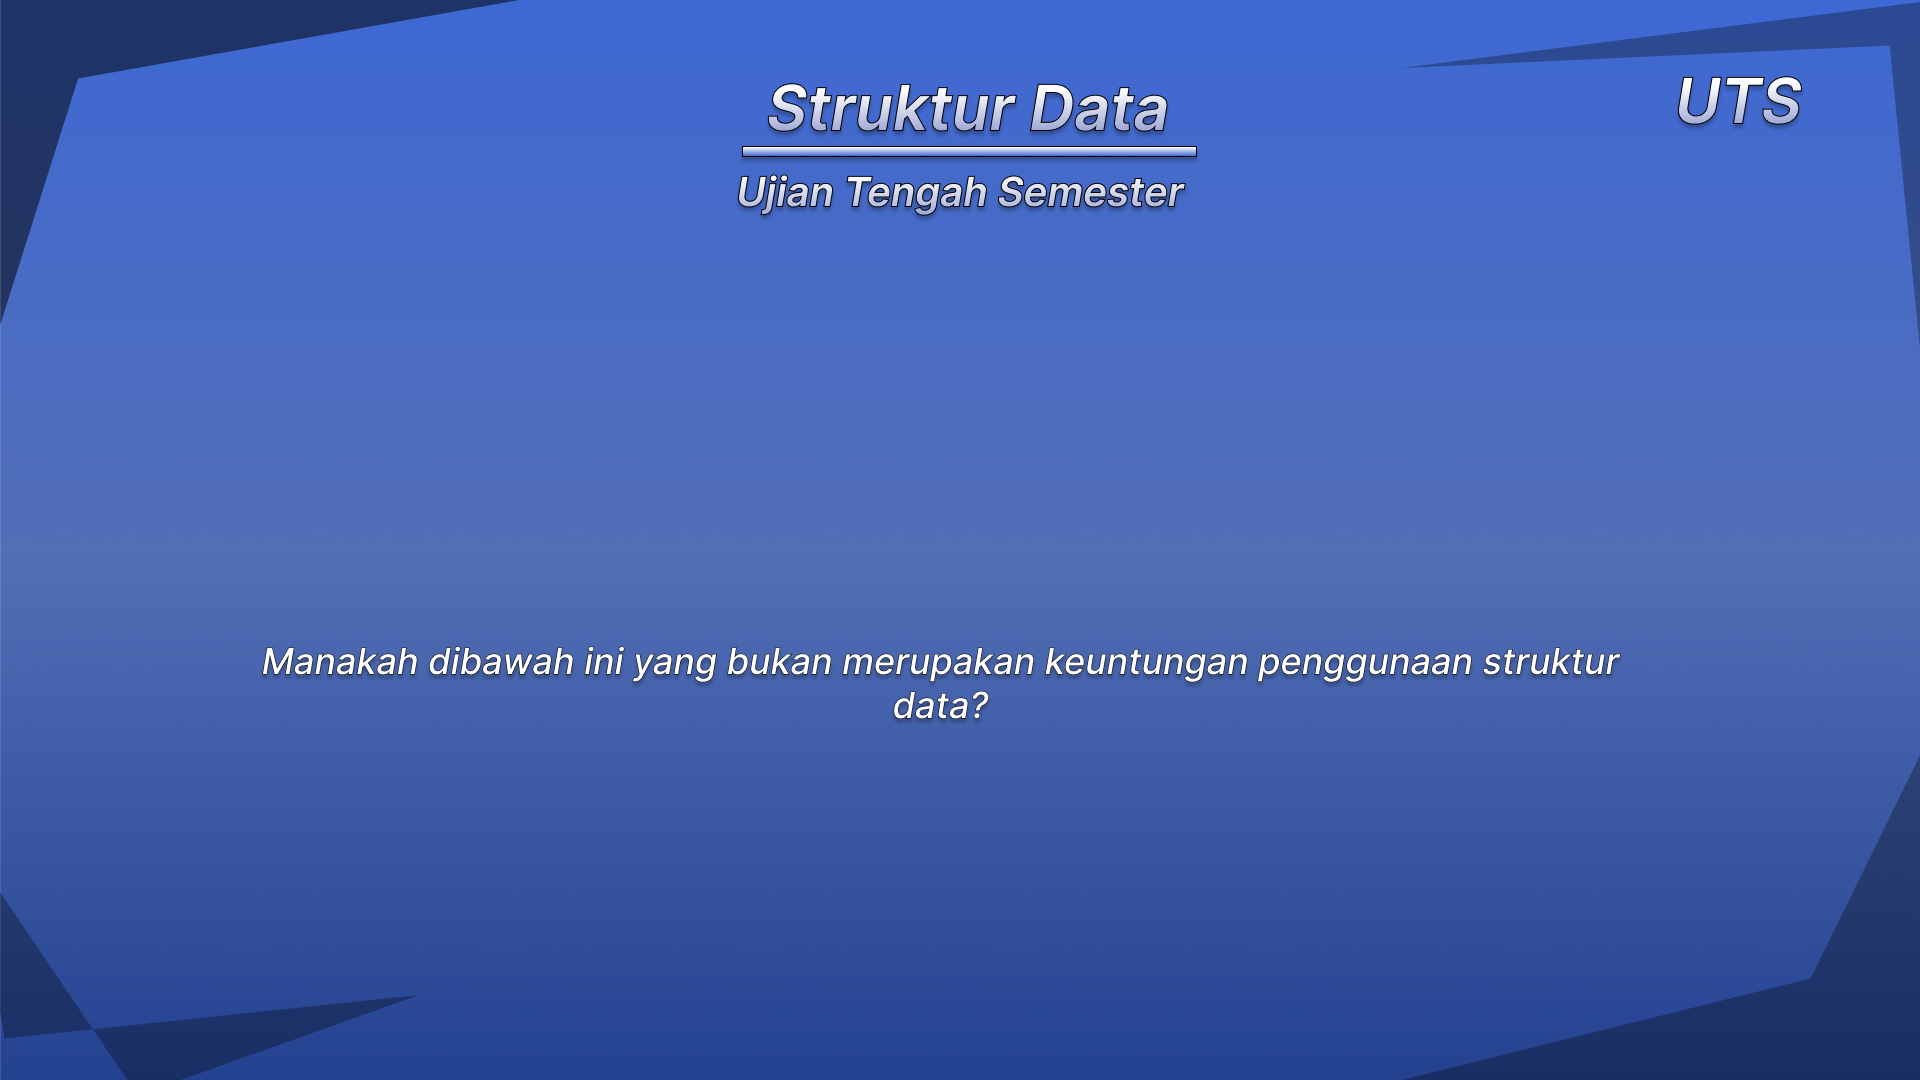 Struktur Data
UTS
Ujian Tengah Semester
Manakah dibawah ini yang bukan merupakan keuntungan penggunaan struktur
data?